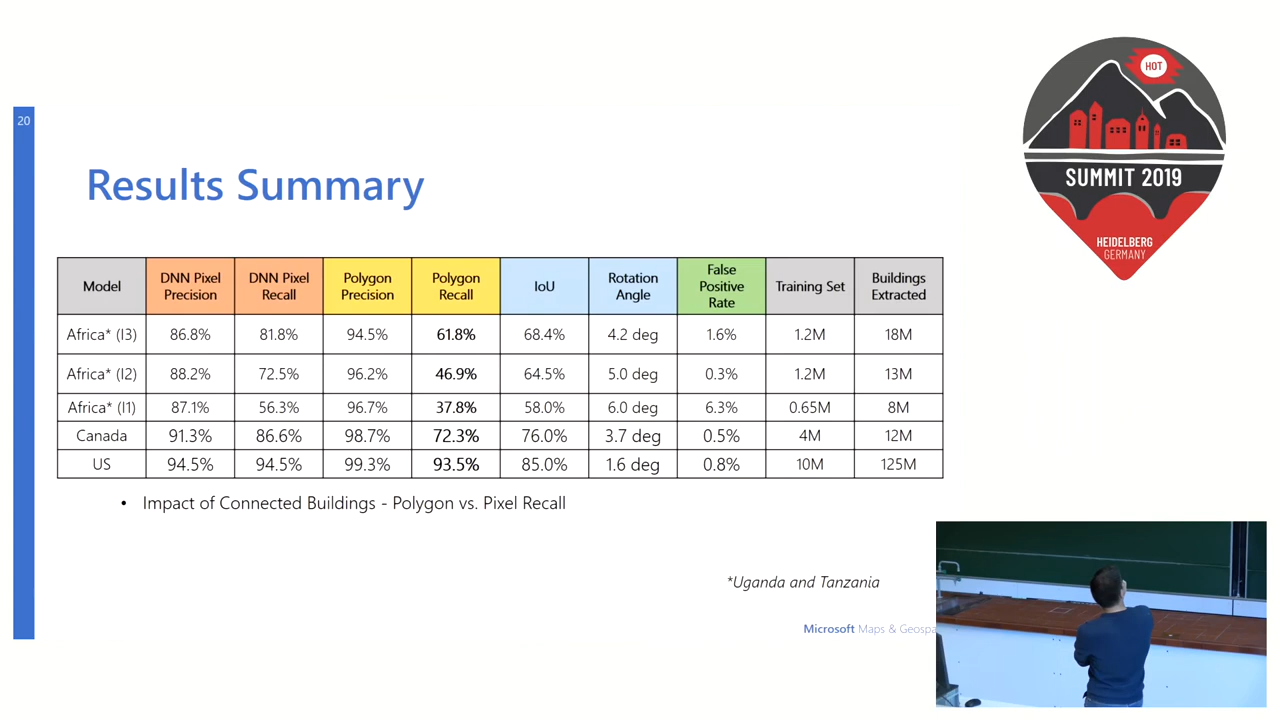 20
Results Summary
Model DNN Pixel Precision DNN Pixel Recall Polygon Precision Polygon Recall IoU Rotation Angle False Positive Rate Training Set Buildings Extracted
Africa* (I3) 86.8% 81.8% 94.5% 61.8% 68.4% 4.2 deg 1.6% 1.2M 18M
Africa* (I2) 88.2% 72.5% 96.2% 46.9% 64.5% 5.0 deg 0.3% 1.2M 13M
Africa* (I1) 87.1% 56.3% 96.7% 37.8% 58.0% 6.0 deg 6.3% 0.65M 8M
Canada 91.3% 86.6% 98.7% 72.3% 76.0% 3.7 deg 0.5% 4M 12M
US 94.5% 94.5% 99.3% 93.5% 85.0% 1.6 deg 0.8% 10M 125M
• Impact of Connected Buildings - Polygon vs. Pixel Recall
*Uganda and Tanzania
Microsoft Maps & Geospa
HOT
SUMMIT 2019
HEIDELBERG
GERMANY